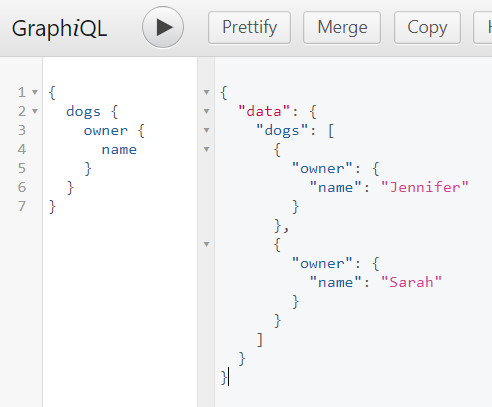 GraphiQL
Prettify
Merge
Copy
1 {
2 dogs {
3 owner {
4 name
5 }
6 }
7 }
{
"data": {
"dogs": [
{
"owner": {
"name": "Jennifer"
}
},
{
"owner": {
"name": "Sarah"
}
}
]
}
}